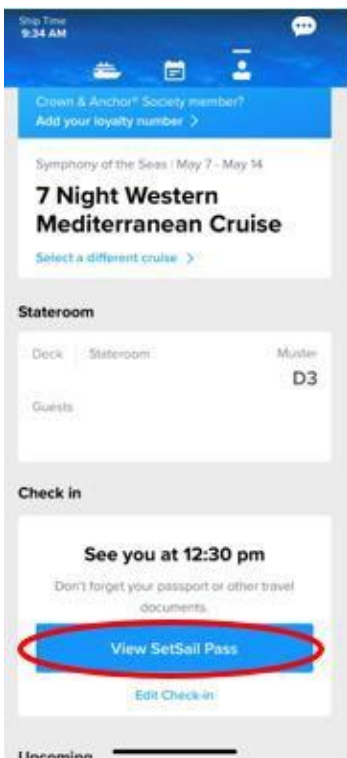 Ship Time
9:34 AM
Crown & Anchor® Society member?
Add your loyalty number >
Symphony of the Seas | May 7 - May 14
7 Night Western
Mediterranean Cruise
Select a different cruise >
Stateroom
Deck Stateroom Muster
D3
Guests
Check in
See you at 12:30 pm
Don't forget your passport or other travel
documents.
View SetSail Pass
Edit Check-in
Upcoming